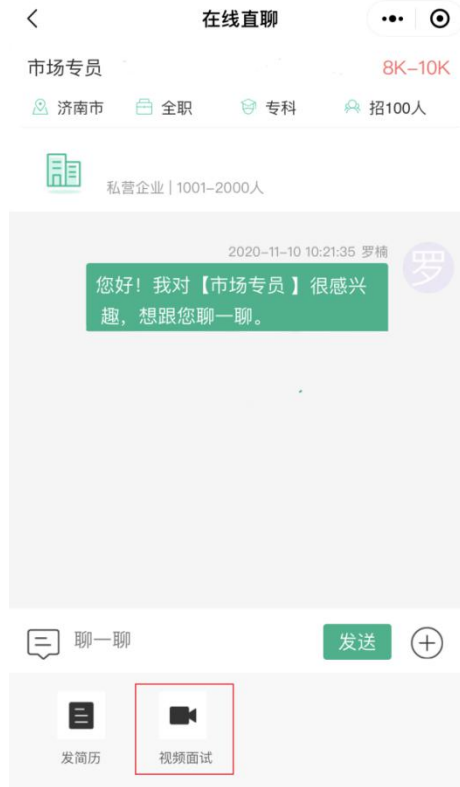 在线直聊
市场专员 8K–10K
济南市 全职 专科 招100人
私营企业 | 1001–2000人
2020–11–10 10:21:35 罗楠
罗
您好！我对【市场专员 】很感兴
趣，想跟您聊一聊。
聊一聊 发送
发简历 视频面试